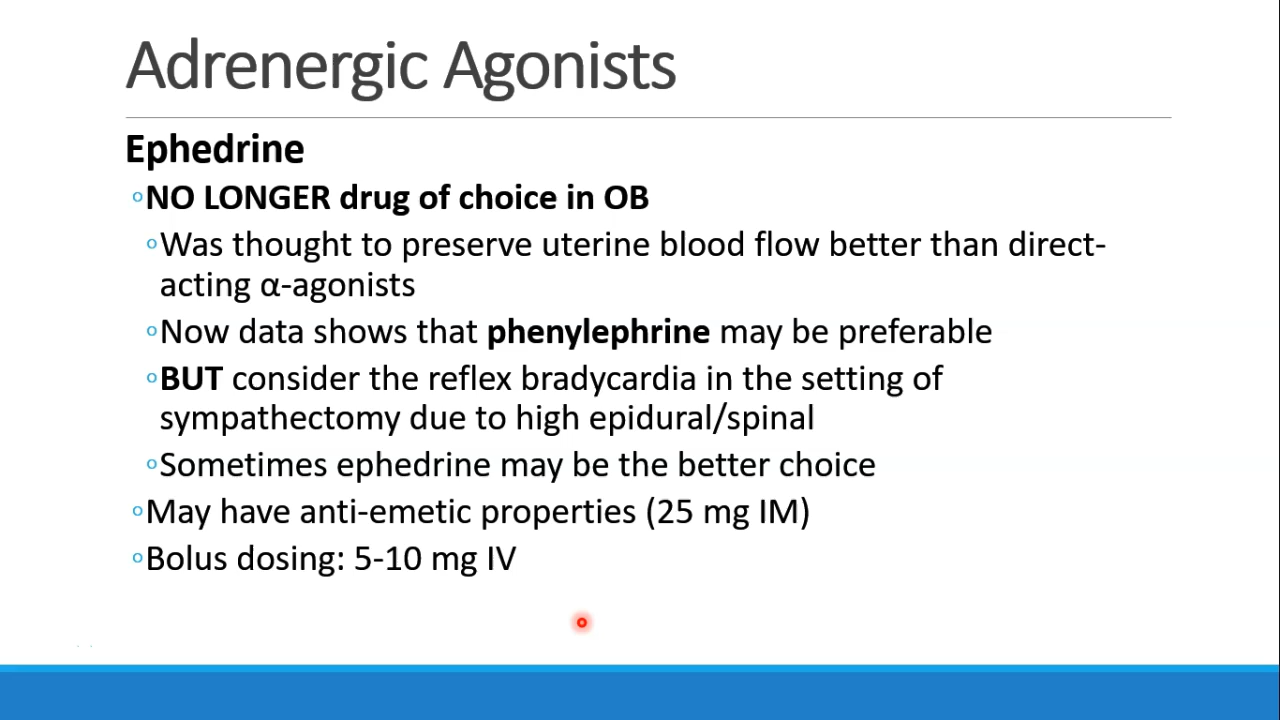 Adrenergic Agonists
Ephedrine
◦NO LONGER drug of choice in OB
◦Was thought to preserve uterine blood flow better than direct-
acting α-agonists
◦Now data shows that phenylephrine may be preferable
◦BUT consider the reflex bradycardia in the setting of
sympathectomy due to high epidural/spinal
◦Sometimes ephedrine may be the better choice
◦May have anti-emetic properties (25 mg IM)
◦Bolus dosing: 5-10 mg IV